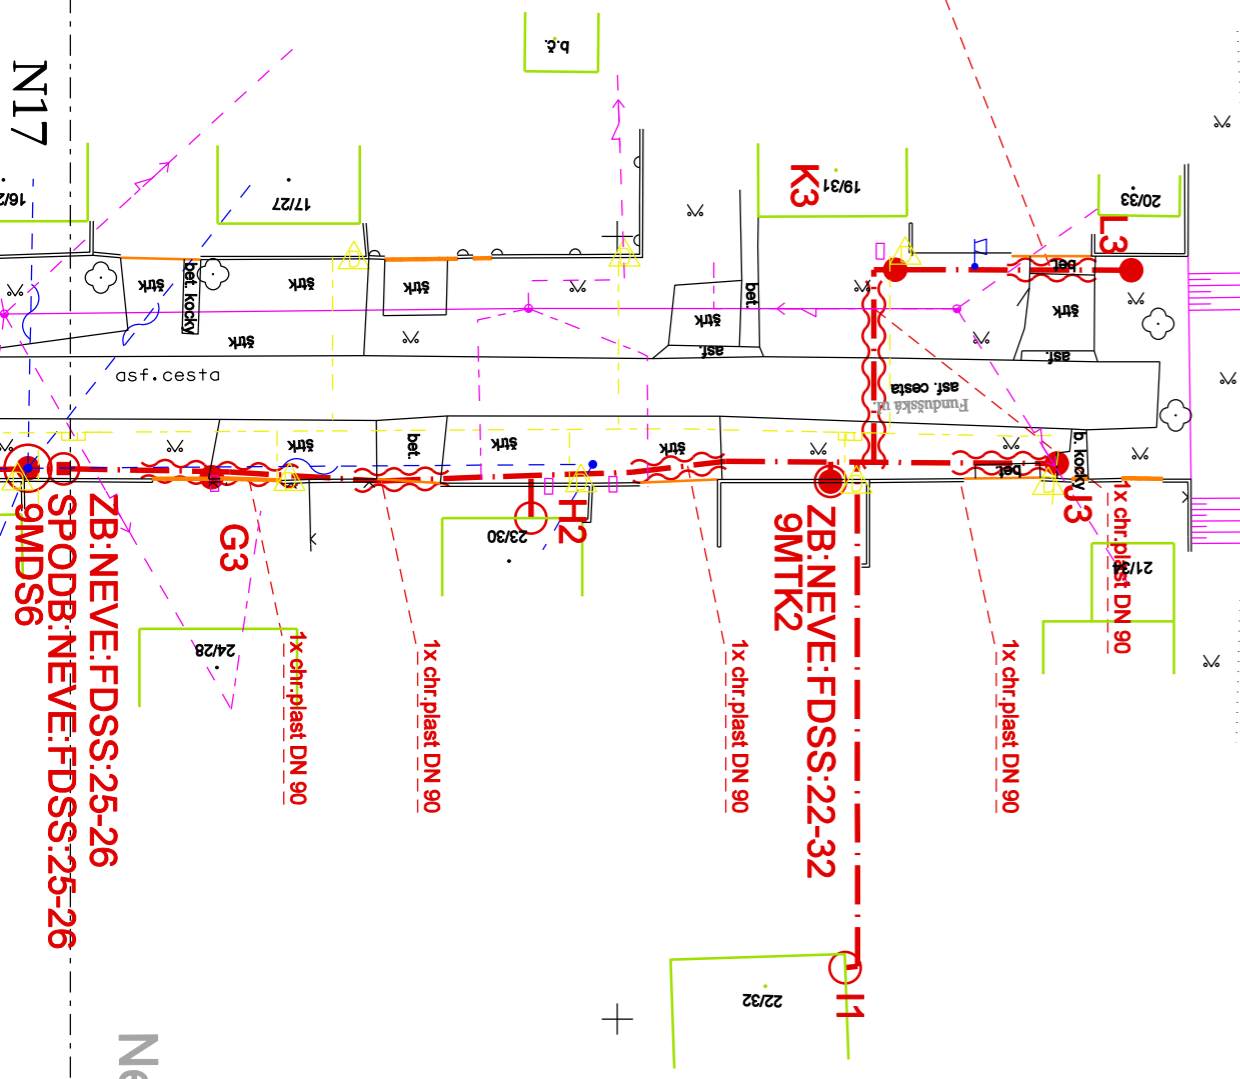 b.č.
N17
17/27
19/31
K3
20/33
L3
bet.
štrk
bet. kocky
štrk
štrk
bet.
štrk
štrk
štrk
asf.
asf.
asf.cesta
asf. cesta
Fundušská ul.
štrk
bet.
štrk
štrk
bet.
b. kocky
J3
G3
H2
23/30
ZB:NEVE:FDSS:25-26
SPODB:NEVE:FDSS:25-26
9MDS6
ZB:NEVE:FDSS:22-32
9MTK2
1x chr.plast DN 90
21/34
24/28
1x chr.plast DN 90
1x chr.plast DN 90
1x chr.plast DN 90
1x chr.plast DN 90
22/32
I1
Ne